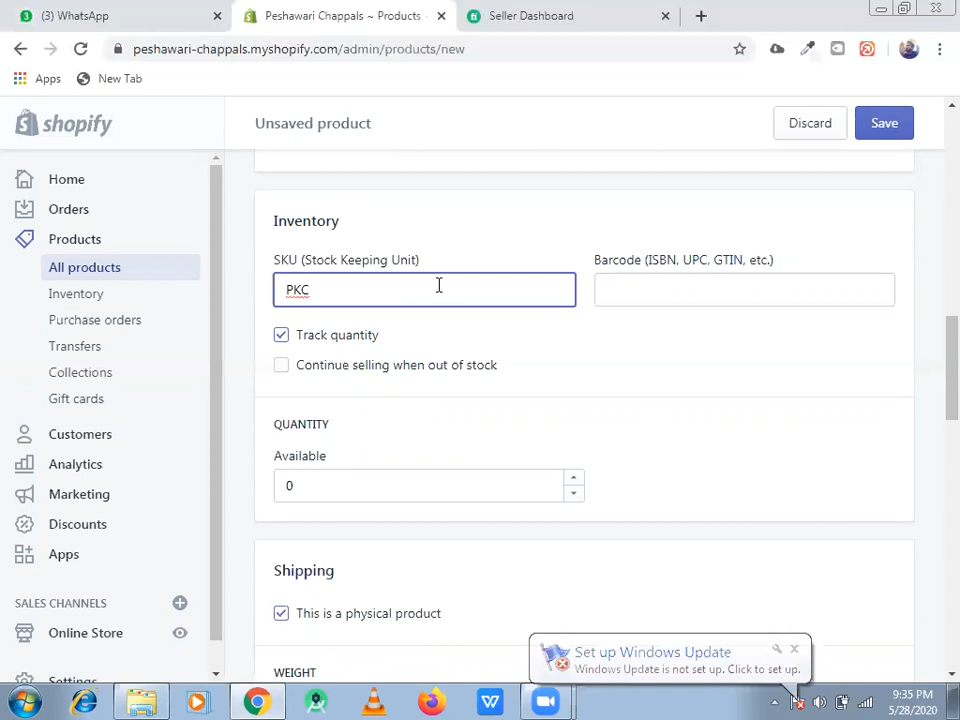 (3) WhatsApp
Peshawari Chappals ~ Products
Seller Dashboard
peshawari-chappals.myshopify.com/admin/products/new
Apps
New Tab
shopify
Unsaved product
Discard
Save
Home
Orders
Products
All products
Inventory
Purchase orders
Transfers
Collections
Gift cards
Customers
Analytics
Marketing
Discounts
Apps
SALES CHANNELS
Online Store
Settings
Inventory
SKU (Stock Keeping Unit)
Barcode (ISBN, UPC, GTIN, etc.)
PKC
Track quantity
Continue selling when out of stock
QUANTITY
Available
0
Shipping
This is a physical product
WEIGHT
Set up Windows Update
Windows Update is not set up. Click to set up.
9:35 PM
5/28/2020